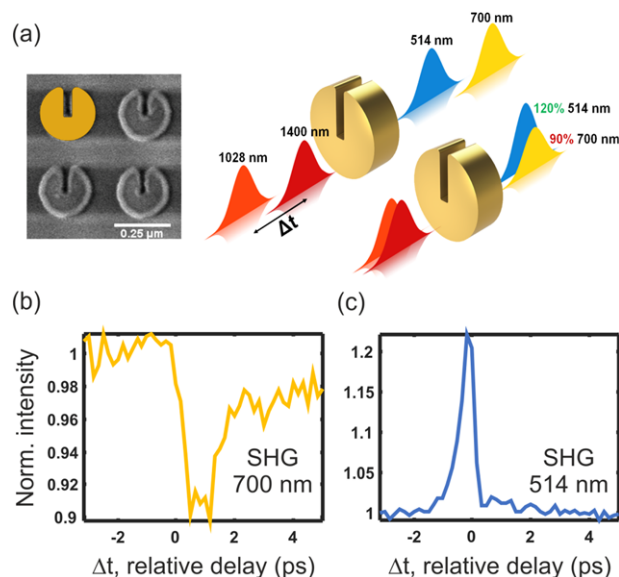 (a)
0.25 µm
1028 nm
1400 nm
Δt
514 nm
700 nm
120% 514 nm
90% 700 nm
(b)
Norm. intensity
1
0.98
0.96
0.94
0.92
0.9
SHG
700 nm
-2
0
2
4
Δt, relative delay (ps)
(c)
1.2
1.15
1.1
1.05
1
SHG
514 nm
-2
0
2
4
Δt, relative delay (ps)